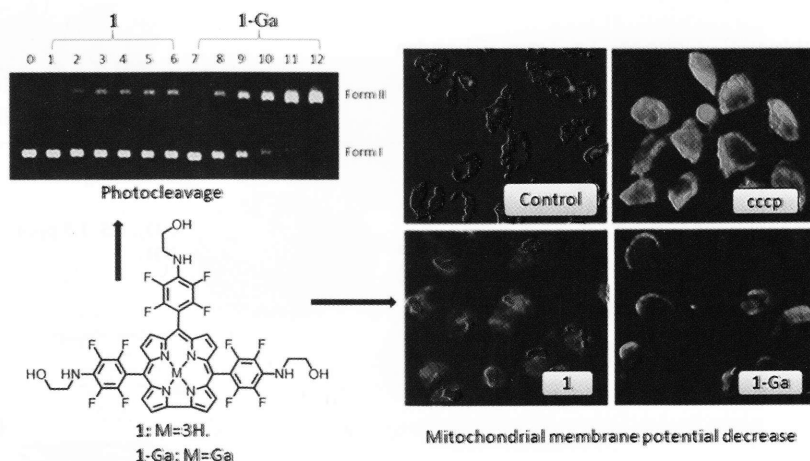 1 1-Ga
0 1 2 3 4 5 6 7 8 9 10 11 12
Form II
Form I
Photocleavage
Control
cccp
1
1-Ga
Mitochondrial membrane potential decrease
OH
NH
F F
F F
F F F F
HO NH HN OH
N N
M
N N
F F F F
1: M=3H.
1-Ga: M=Ga